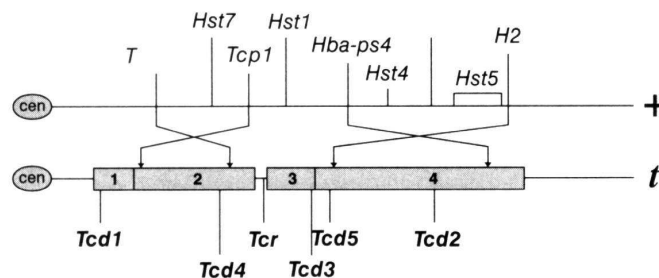 Hst7 Hst1
T Tcp1 Hba-ps4 H2
Hst4 Hst5
cen +
cen 1 2 3 4 t
Tcd1 Tcr Tcd5 Tcd2
Tcd4 Tcd3